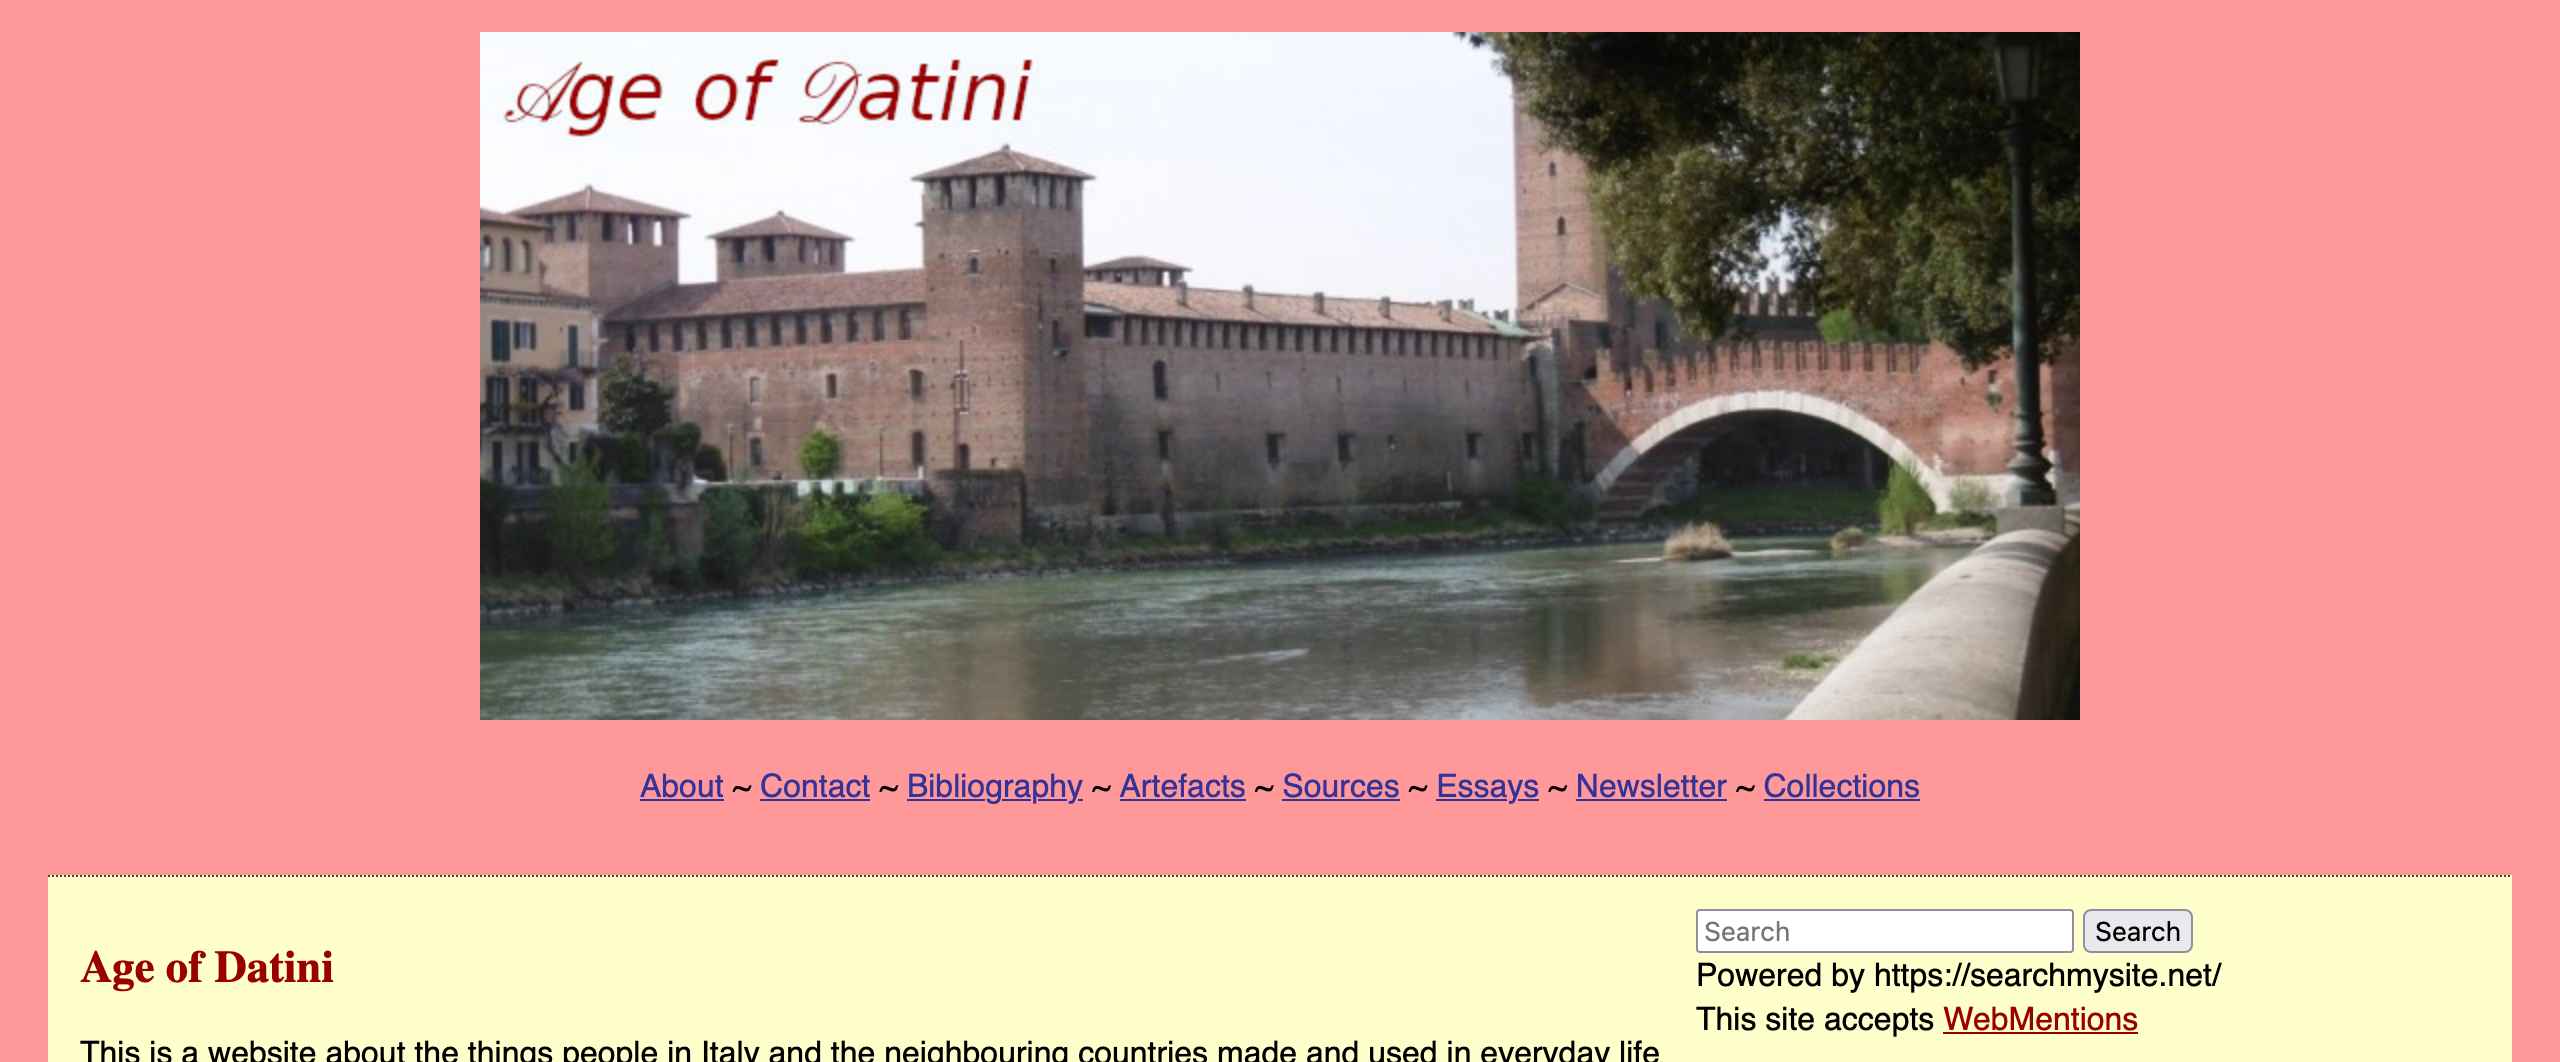 Age of Datini
About ~ Contact ~ Bibliography ~ Artefacts ~ Sources ~ Essays ~ Newsletter ~ Collections
Age of Datini
This is a website about the things people in Italy and the neighbouring countries made and used in everyday life
Search Search
Powered by https://searchmysite.net/
This site accepts WebMentions